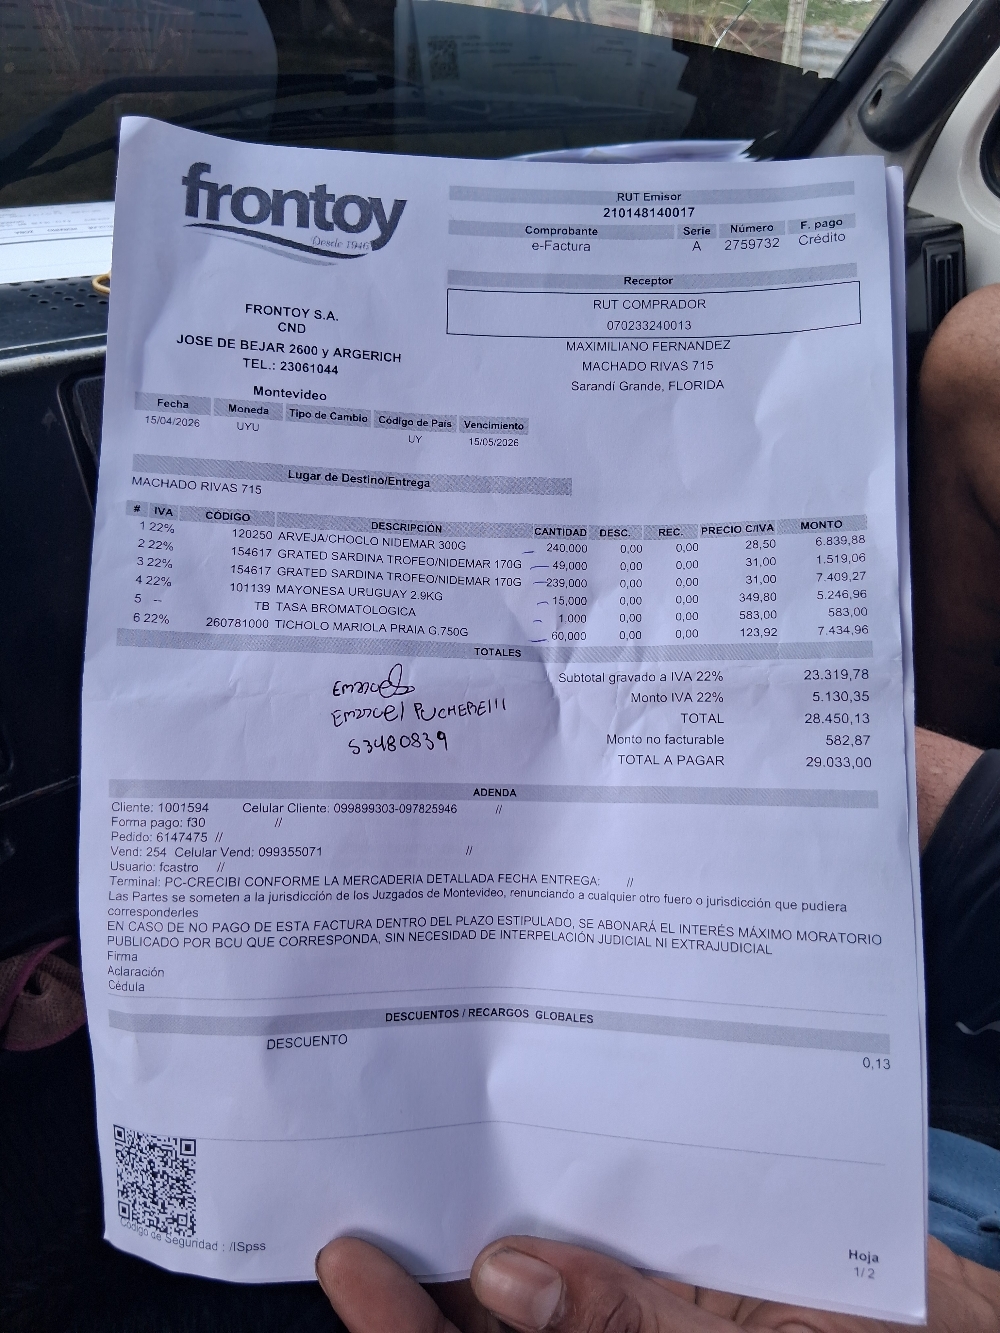 frontoy
Desde 1946
RUT Emisor
210148140017
Comprobante Serie Número F. pago
e-Factura A 2759732 Crédito
Receptor
RUT COMPRADOR
070233240013
MAXIMILIANO FERNANDEZ
MACHADO RIVAS 715
Sarandí Grande, FLORIDA
FRONTOY S.A.
CND
JOSE DE BEJAR 2600 y ARGERICH
TEL.: 23061044
Montevideo
Fecha Moneda Tipo de Cambio Código de País Vencimiento
15/04/2026 UYU UY 15/05/2026
Lugar de Destino/Entrega
MACHADO RIVAS 715
# IVA CÓDIGO DESCRIPCIÓN CANTIDAD DESC. REC. PRECIO C/IVA MONTO
1 22% 120250 ARVEJA/CHOCLO NIDEMAR 300G 240,000 0,00 0,00 28,50 6.839,88
2 22% 154617 GRATED SARDINA TROFEO/NIDEMAR 170G 49,000 0,00 0,00 31,00 1.519,06
3 22% 154617 GRATED SARDINA TROFEO/NIDEMAR 170G 239,000 0,00 0,00 31,00 7.409,27
4 22% 101139 MAYONESA URUGUAY 2.9KG 15,000 0,00 0,00 349,80 5.246,96
5 -- TB TASA BROMATOLOGICA 1,000 0,00 0,00 583,00 583,00
6 22% 260781000 TICHOLO MARIOLA PRAIA G.750G 60,000 0,00 0,00 123,92 7.434,96
TOTALES
Subtotal gravado a IVA 22% 23.319,78
Monto IVA 22% 5.130,35
TOTAL 28.450,13
Monto no facturable 582,87
TOTAL A PAGAR 29.033,00
Emanuel PUCHERElli
53480839
ADENDA
Cliente: 1001594 Celular Cliente: 099899303-097825946 //
Forma pago: f30 //
Pedido: 6147475 //
Vend: 254 Celular Vend: 099355071 //
Usuario: fcastro //
Terminal: PC-CRECIBI CONFORME LA MERCADERIA DETALLADA FECHA ENTREGA: //
Las Partes se someten a la jurisdicción de los Juzgados de Montevideo, renunciando a cualquier otro fuero o jurisdicción que pudiera
corresponderles
EN CASO DE NO PAGO DE ESTA FACTURA DENTRO DEL PLAZO ESTIPULADO, SE ABONARÁ EL INTERÉS MÁXIMO MORATORIO
PUBLICADO POR BCU QUE CORRESPONDA, SIN NECESIDAD DE INTERPELACIÓN JUDICIAL NI EXTRAJUDICIAL
Firma
Aclaración
Cédula
DESCUENTOS / RECARGOS GLOBALES
DESCUENTO 0,13
Código de Seguridad : /ISpss
Hoja
1/2